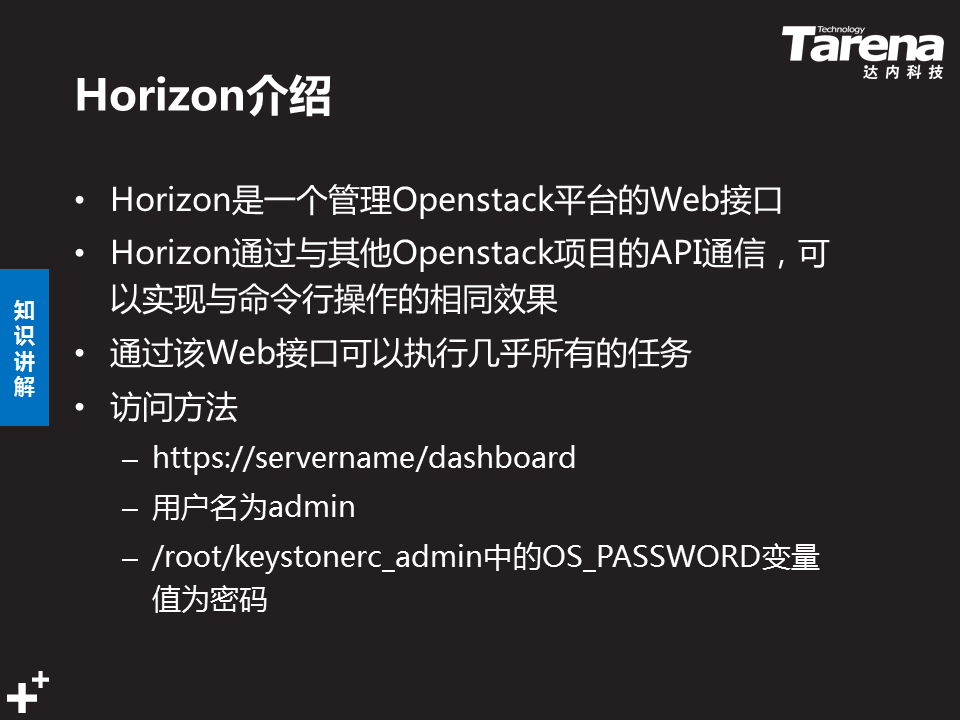 Technology
Tarena
达内科技
Horizon介绍
• Horizon是一个管理Openstack平台的Web接口
• Horizon通过与其他Openstack项目的API通信，可
以实现与命令行操作的相同效果
• 通过该Web接口可以执行几乎所有的任务
• 访问方法
– https://servername/dashboard
– 用户名为admin
– /root/keystonerc_admin中的OS_PASSWORD变量
值为密码
知识讲解